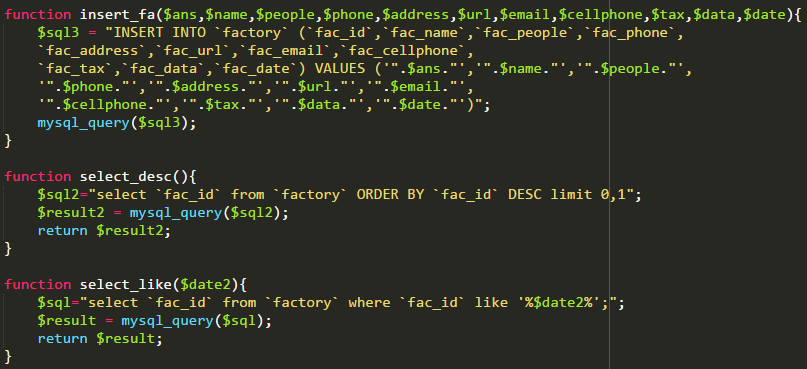 function insert_fa($ans,$name,$people,$phone,$address,$url,$email,$cellphone,$tax,$data,$date){
$sql3 = "INSERT INTO `factory` (`fac_id`,`fac_name`,`fac_people`,`fac_phone`,
`fac_address`,`fac_url`,`fac_email`,`fac_cellphone`,
`fac_tax`,`fac_data`,`fac_date`) VALUES ('".$ans."','".$name."','".$people."',
'".$phone."','".$address."','".$url."','".$email."',
'".$cellphone."','".$tax."','".$data."','".$date."')";
mysql_query($sql3);
}
function select_desc(){
$sql2="select `fac_id` from `factory` ORDER BY `fac_id` DESC limit 0,1";
$result2 = mysql_query($sql2);
return $result2;
}
function select_like($date2){
$sql="select `fac_id` from `factory` where `fac_id` like '%$date2%';";
$result = mysql_query($sql);
return $result;
}